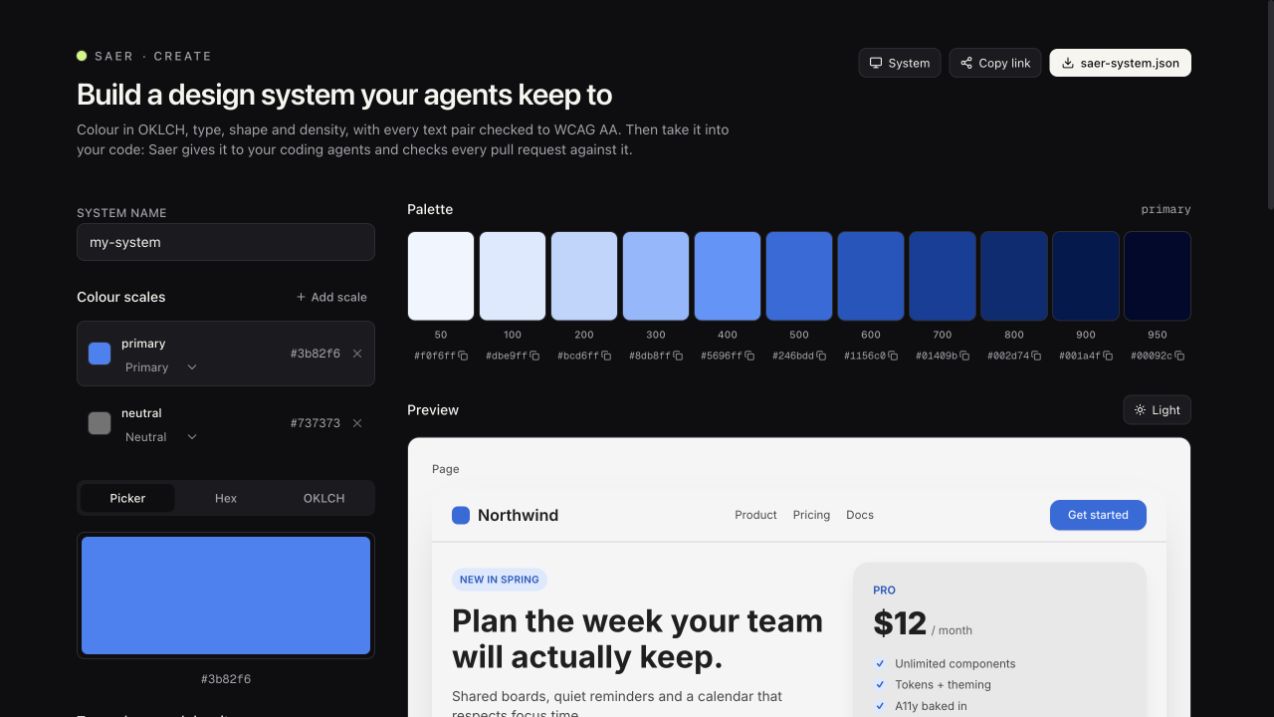 SAER · CREATE
System
Copy link
saer-system.json
Build a design system your agents keep to
Colour in OKLCH, type, shape and density, with every text pair checked to WCAG AA. Then take it into
your code: Saer gives it to your coding agents and checks every pull request against it.
SYSTEM NAME
my-system
Colour scales
+ Add scale
primary
Primary
#3b82f6
neutral
Neutral
#737373
Picker
Hex
OKLCH
#3b82f6
Palette
primary
50 100 200 300 400 500 600 700 800 900 950
#f0f6ff #dbe9ff #bcd6ff #8db8ff #5696ff #246bdd #1156c0 #01409b #002d74 #001a4f #00092c
Preview
Light
Page
Northwind
Product
Pricing
Docs
Get started
NEW IN SPRING
Plan the week your team
will actually keep.
Shared boards, quiet reminders and a calendar that
respects focus time.
PRO
$12 / month
Unlimited components
Tokens + theming
A11y baked in